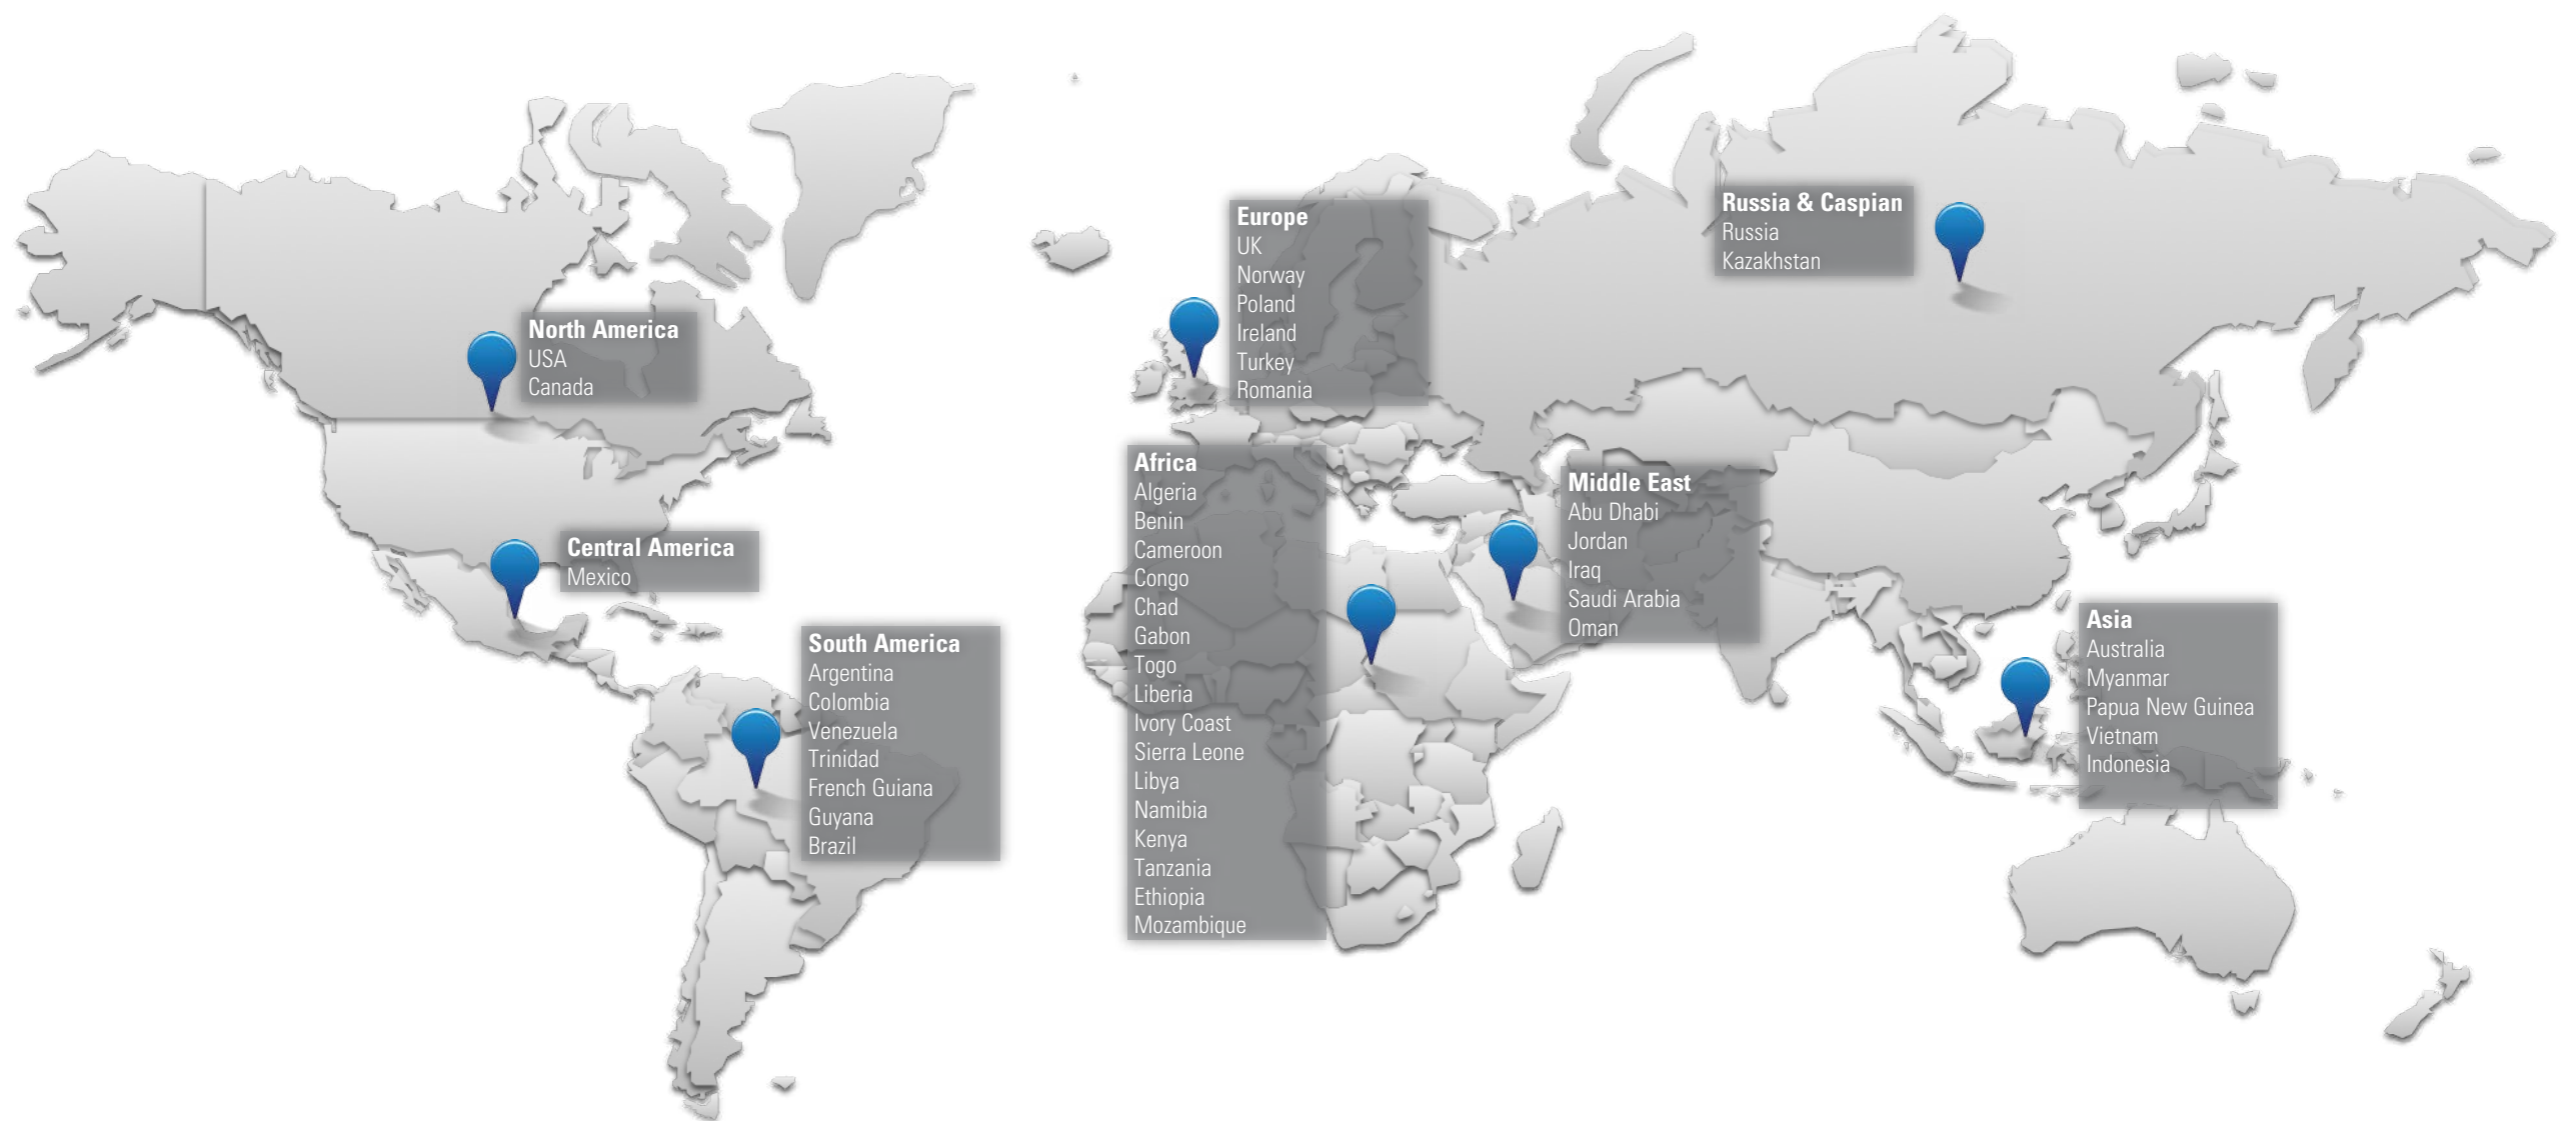 North America
USA
Canada
Central America
Mexico
South America
Argentina
Colombia
Venezuela
Trinidad
French Guiana
Guyana
Brazil
Europe
UK
Norway
Poland
Ireland
Turkey
Romania
Africa
Algeria
Benin
Cameroon
Congo
Chad
Gabon
Togo
Liberia
Ivory Coast
Sierra Leone
Libya
Namibia
Kenya
Tanzania
Ethiopia
Mozambique
Russia & Caspian
Russia
Kazakhstan
Middle East
Abu Dhabi
Jordan
Iraq
Saudi Arabia
Oman
Asia
Australia
Myanmar
Papua New Guinea
Vietnam
Indonesia